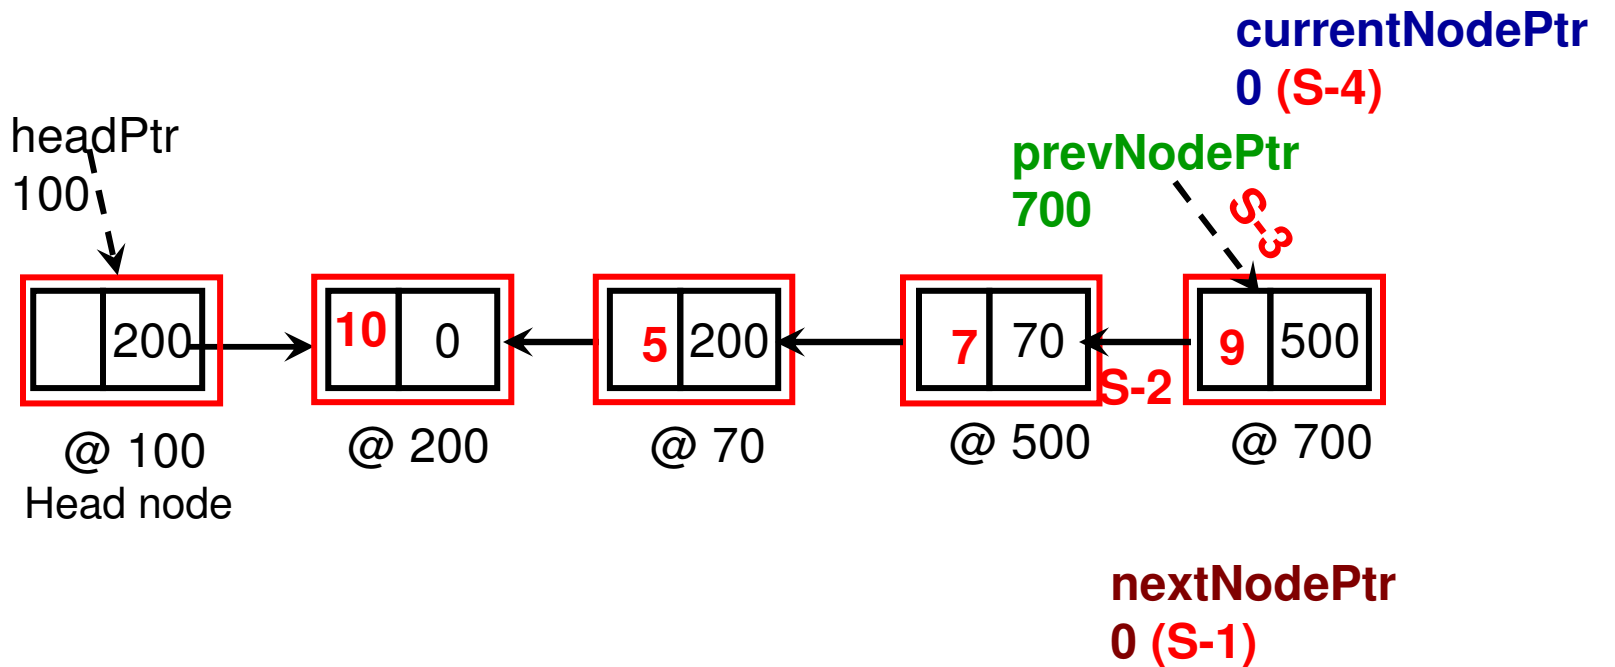 currentNodePtr
0 (S-4)
headPtr
100
prevNodePtr
700
S-3
200
10 0
5 200
7 70
9 500
S-2
@ 100
@ 200
@ 70
@ 500
@ 700
Head node
nextNodePtr
0 (S-1)